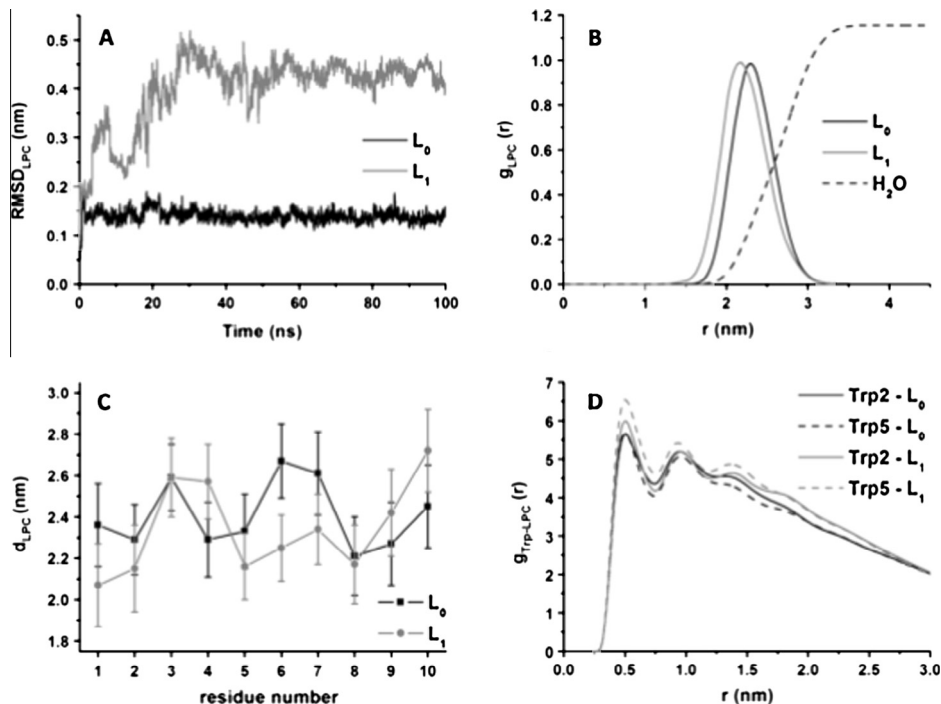 A
RMSD_LPC (nm)
0.5
0.4
0.3
0.2
0.1
0.0
0 20 40 60 80 100
Time (ns)
L₀
L₁
B
g_LPC (r)
1.2
1.0
0.8
0.6
0.4
0.2
0.0
0 1 2 3 4
r (nm)
L₀
L₁
H₂O
C
d_LPC (nm)
3.0
2.8
2.6
2.4
2.2
2.0
1.8
1 2 3 4 5 6 7 8 9 10
residue number
L₀
L₁
D
g_Trp-LPC (r)
7
6
5
4
3
2
1
0
0.0 0.5 1.0 1.5 2.0 2.5 3.0
r (nm)
Trp2 - L₀
Trp5 - L₀
Trp2 - L₁
Trp5 - L₁